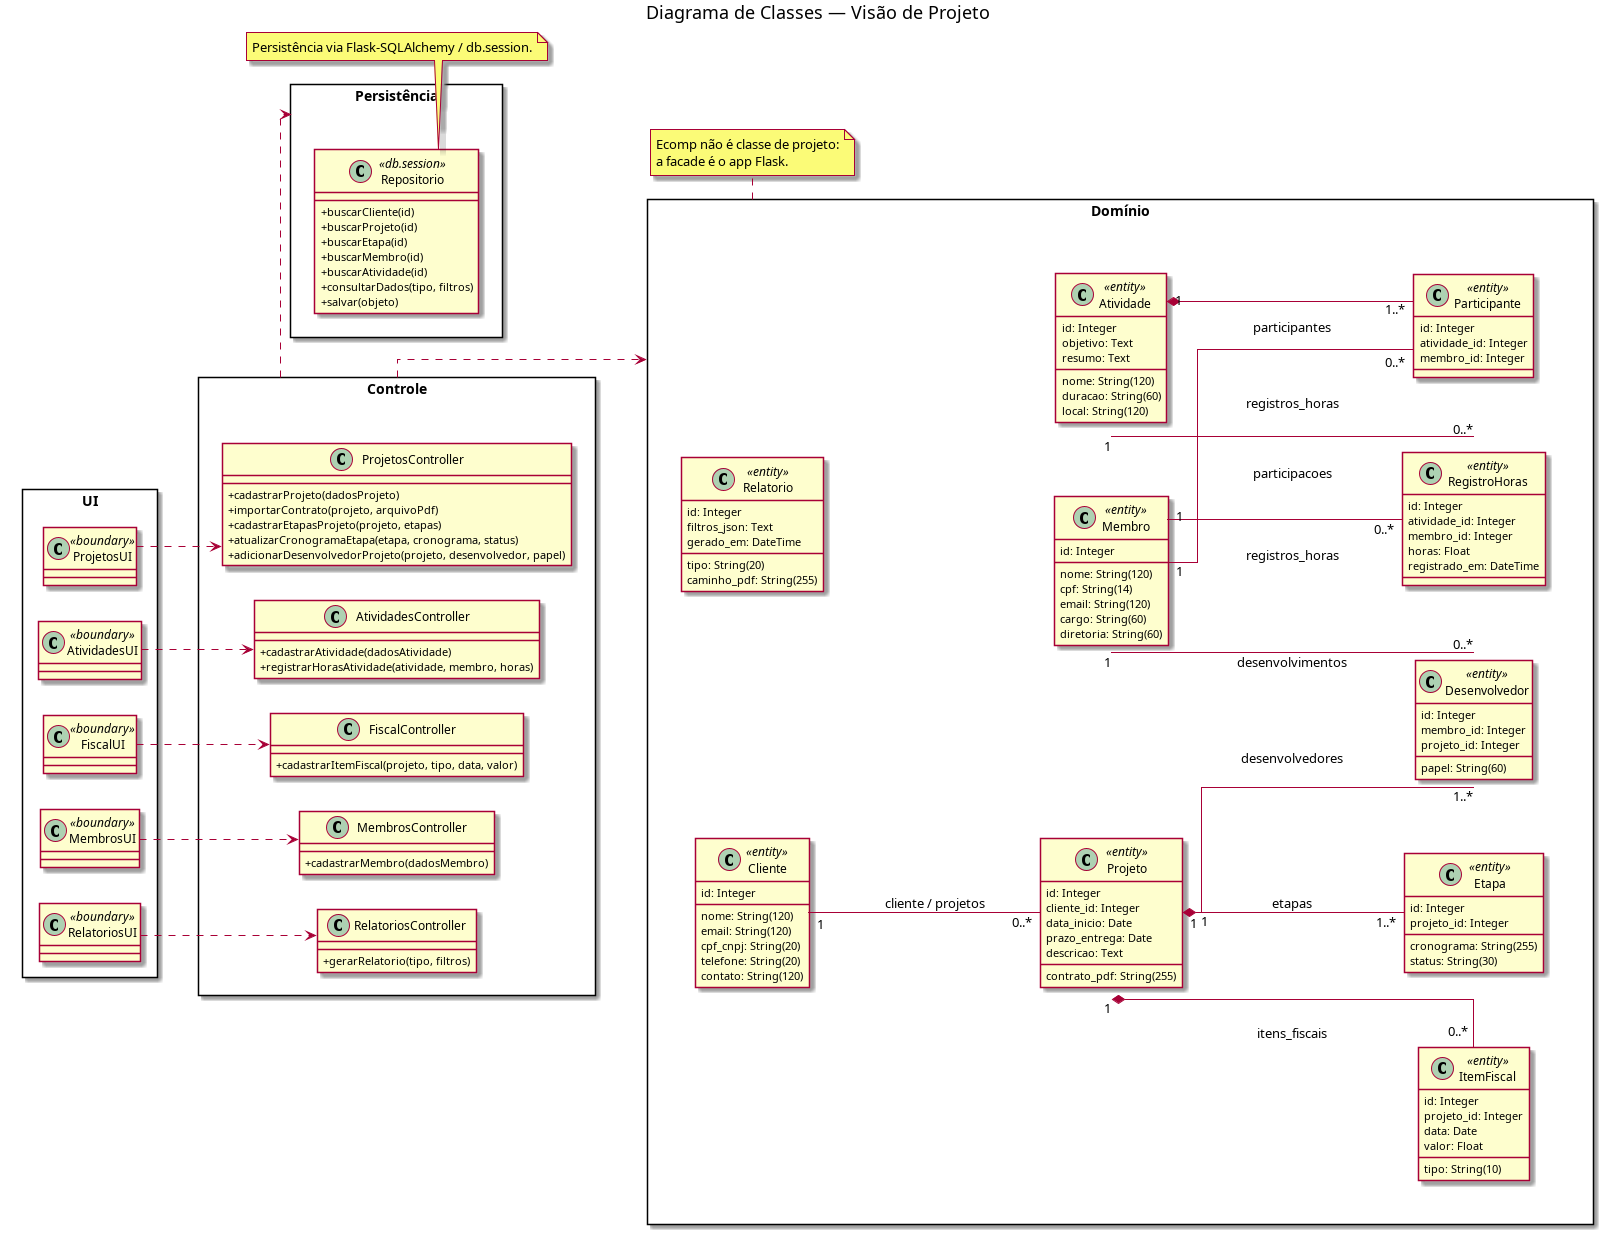 Diagrama de Classes — Visão de Projeto
Persistência via Flask-SQLAlchemy / db.session.
Persistência
«db.session»
Repositorio
+buscarCliente(id)
+buscarProjeto(id)
+buscarEtapa(id)
+buscarMembro(id)
+buscarAtividade(id)
+consultarDados(tipo, filtros)
+salvar(objeto)
Ecomp não é classe de projeto:
a facade é o app Flask.
UI
«boundary»
ProjetosUI
«boundary»
AtividadesUI
«boundary»
FiscalUI
«boundary»
MembrosUI
«boundary»
RelatoriosUI
Controle
ProjetosController
+cadastrarProjeto(dadosProjeto)
+importarContrato(projeto, arquivoPdf)
+cadastrarEtapasProjeto(projeto, etapas)
+atualizarCronogramaEtapa(etapa, cronograma, status)
+adicionarDesenvolvedorProjeto(projeto, desenvolvedor, papel)
AtividadesController
+cadastrarAtividade(dadosAtividade)
+registrarHorasAtividade(atividade, membro, horas)
FiscalController
+cadastrarItemFiscal(projeto, tipo, data, valor)
MembrosController
+cadastrarMembro(dadosMembro)
RelatoriosController
+gerarRelatorio(tipo, filtros)
Domínio
«entity»
Relatorio
id: Integer
filtros_json: Text
gerado_em: DateTime
tipo: String(20)
caminho_pdf: String(255)
«entity»
Cliente
id: Integer
nome: String(120)
email: String(120)
cpf_cnpj: String(20)
telefone: String(20)
contato: String(120)
«entity»
Atividade
id: Integer
objetivo: Text
resumo: Text
nome: String(120)
duracao: String(60)
local: String(120)
«entity»
Membro
id: Integer
nome: String(120)
cpf: String(14)
email: String(120)
cargo: String(60)
diretoria: String(60)
«entity»
Projeto
id: Integer
cliente_id: Integer
data_inicio: Date
prazo_entrega: Date
descricao: Text
contrato_pdf: String(255)
«entity»
Participante
id: Integer
atividade_id: Integer
membro_id: Integer
«entity»
RegistroHoras
id: Integer
atividade_id: Integer
membro_id: Integer
horas: Float
registrado_em: DateTime
«entity»
Desenvolvedor
id: Integer
membro_id: Integer
projeto_id: Integer
papel: String(60)
«entity»
Etapa
id: Integer
projeto_id: Integer
cronograma: String(255)
status: String(30)
«entity»
ItemFiscal
id: Integer
projeto_id: Integer
data: Date
valor: Float
tipo: String(10)
1
1..*
participantes
0..*
registros_horas
1
0..*
participacoes
1
0..*
registros_horas
1
1
0..*
desenvolvimentos
desenvolvedores
1..*
cliente / projetos
1
0..*
etapas
1
1
1..*
1
0..*
itens_fiscais